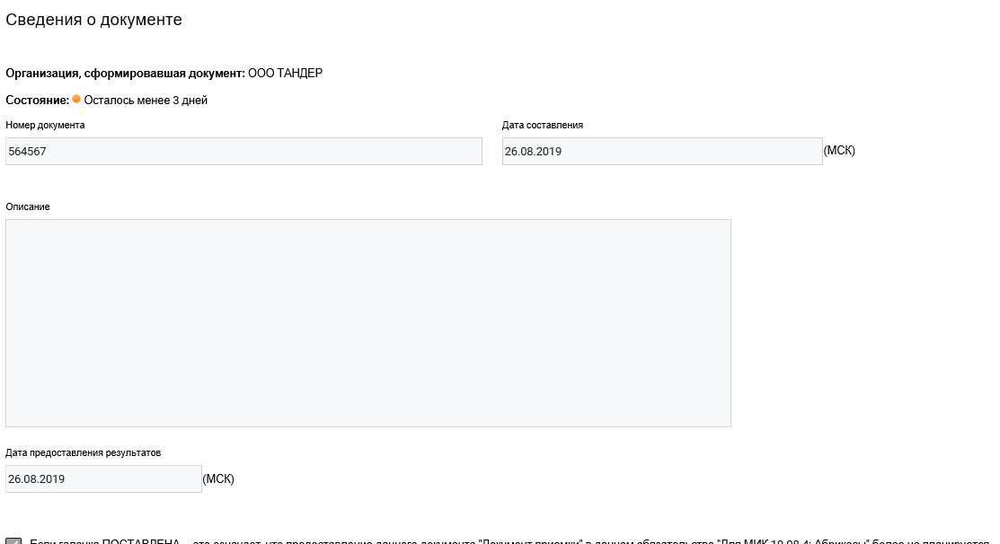 Сведения о документе
Организация, сформировавшая документ: ООО ТАНДЕР
Состояние: Осталось менее 3 дней
Номер документа
Дата составления
564567
26.08.2019
(МСК)
Описание
Дата предоставления результатов
26.08.2019
(МСК)
Если галочка ПОСТАВЛЕНА – это означает, что предоставление данного документа "Документ приемки" в данном обязательстве "Для МИК 19.08-4: Абрикосы" более не планируется